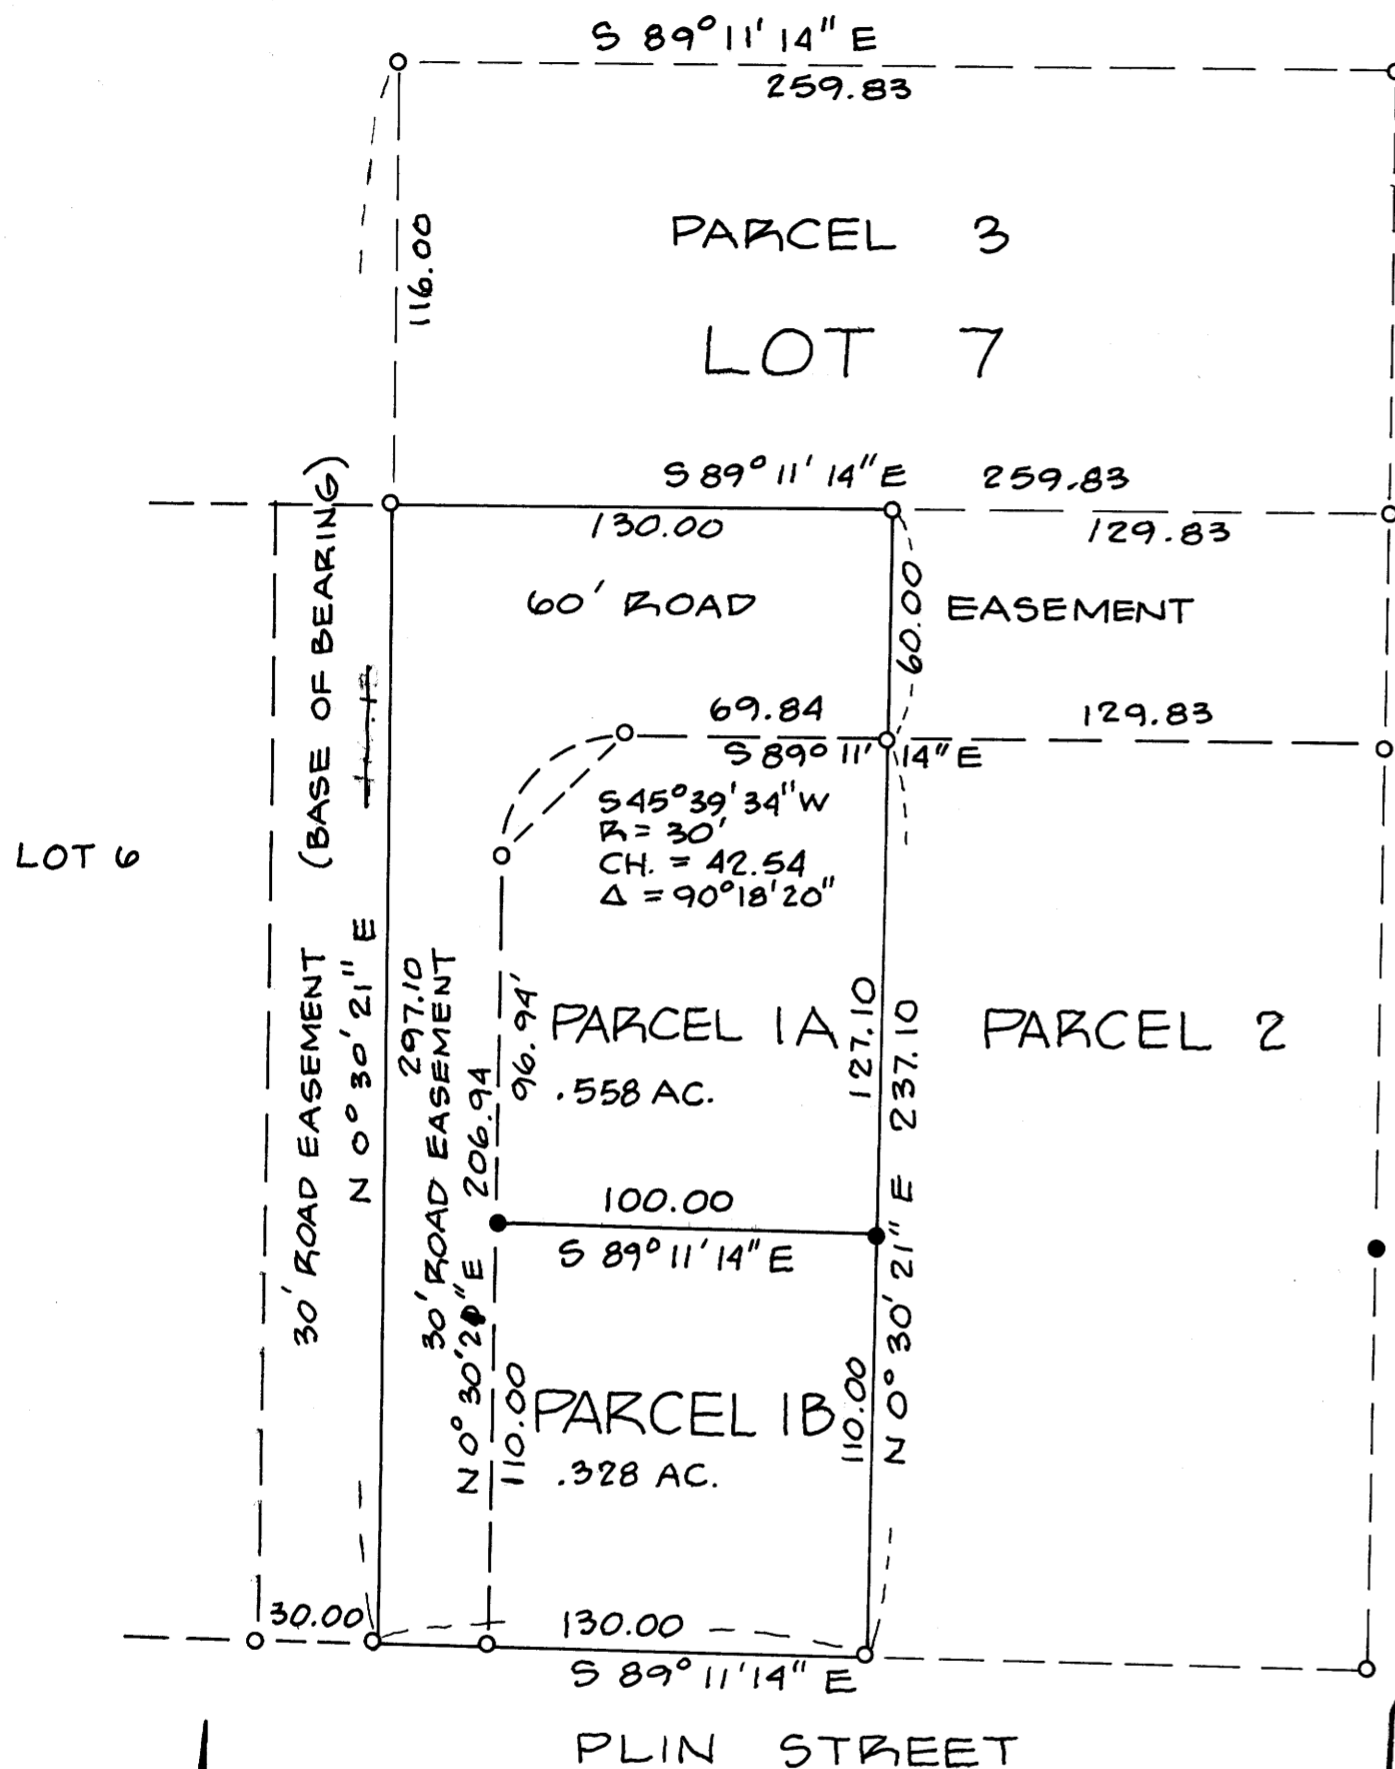 S 89° 11' 14" E
259.83
116.00
PARCEL 3
LOT 7
S 89° 11' 14" E 259.83
130.00
129.83
60' ROAD EASEMENT
60.00
69.84
129.83
S 89° 11' 14" E
S 45° 39' 34" W
R = 30'
CH. = 42.54
Δ = 90° 18' 20"
LOT 6
(BASE OF BEARING)
30' ROAD EASEMENT
N 0° 30' 21" E
297.10
30' ROAD EASEMENT
206.94
96.94'
PARCEL 1A
.558 AC.
127.10
237.10
PARCEL 2
100.00
S 89° 11' 14" E
N 0° 30' 21" E
N 0° 30' 21" E
110.00
PARCEL 1B
.328 AC.
110.00
30.00
130.00
S 89° 11' 14" E
PLIN STREET